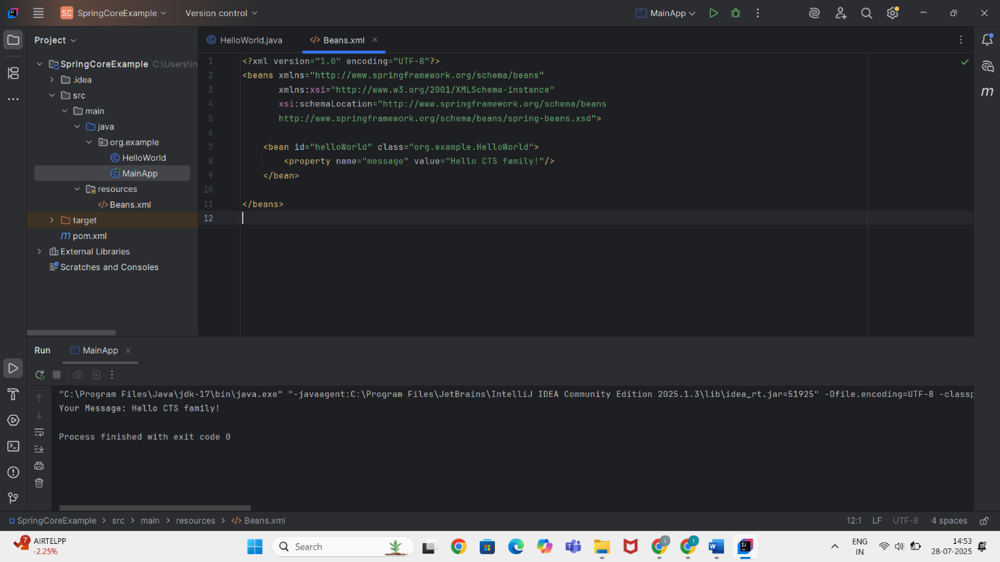 SC SpringCoreExample Version control MainApp
Project
HelloWorld.java Beans.xml
SpringCoreExample C:\Users\in
.idea
src
main
java
org.example
HelloWorld
MainApp
resources
Beans.xml
target
pom.xml
External Libraries
Scratches and Consoles
1 <?xml version="1.0" encoding="UTF-8"?>
2 <beans xmlns="http://www.springframework.org/schema/beans"
3 xmlns:xsi="http://www.w3.org/2001/XMLSchema-instance"
4 xsi:schemaLocation="http://www.springframework.org/schema/beans
5 http://www.springframework.org/schema/beans/spring-beans.xsd">
6
7 <bean id="helloWorld" class="org.example.HelloWorld">
8 <property name="message" value="Hello CTS family!"/>
9 </bean>
10
11 </beans>
12
Run MainApp
"C:\Program Files\Java\jdk-17\bin\java.exe" "-javaagent:C:\Program Files\JetBrains\IntelliJ IDEA Community Edition 2025.1.3\lib\idea_rt.jar=51925" -Dfile.encoding=UTF-8 -classp
Your Message: Hello CTS family!
Process finished with exit code 0
SpringCoreExample > src > main > resources > Beans.xml 12:1 LF UTF-8 4 spaces
7 AIRTELPP
-2.25%
Search
ENG
IN
14:53
28-07-2025